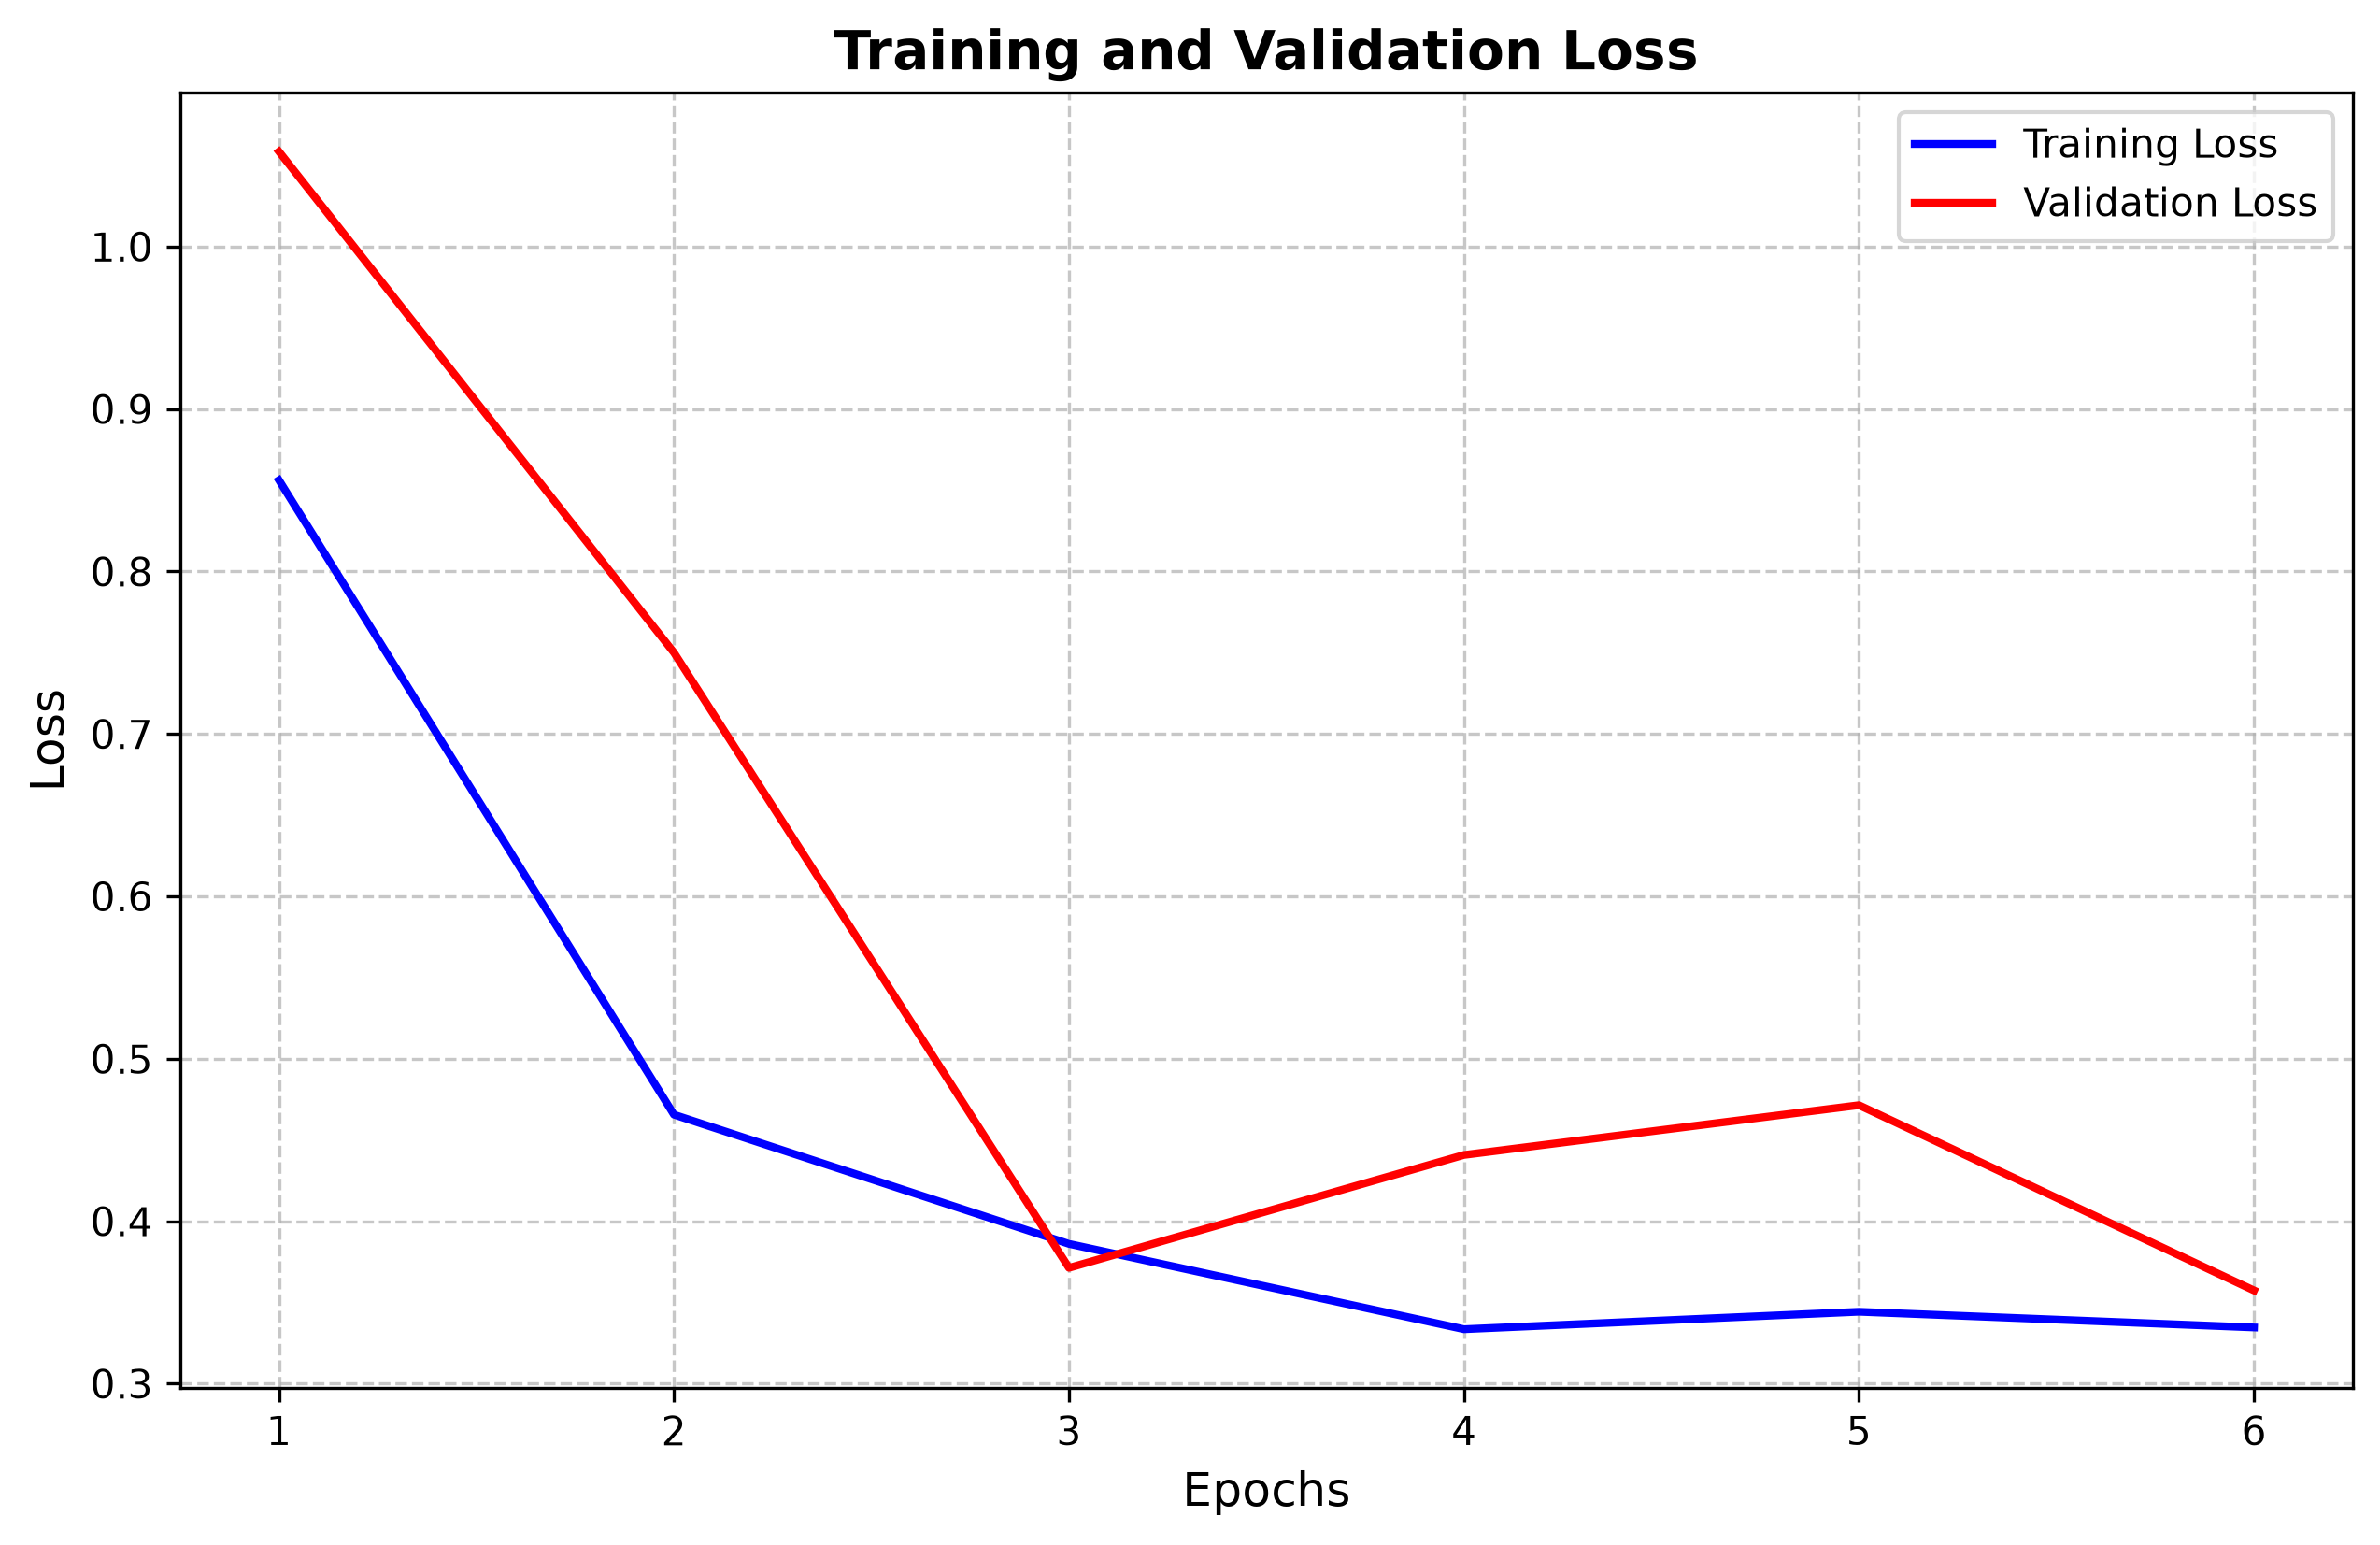 Training and Validation Loss
Training Loss
Validation Loss
Loss
1.0
0.9
0.8
0.7
0.6
0.5
0.4
0.3
1 2 3 4 5 6
Epochs